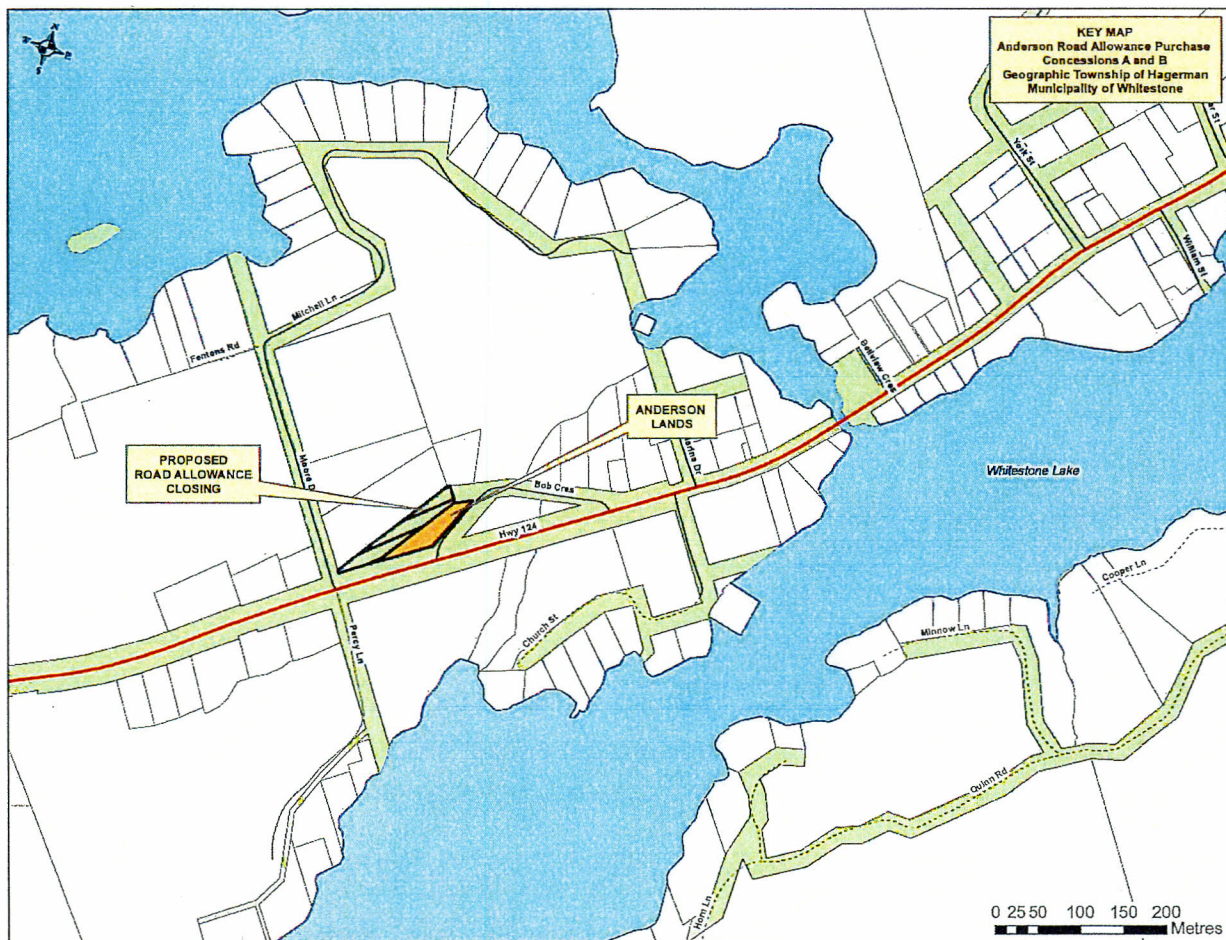 N
E
S
KEY MAP
Anderson Road Allowance Purchase
Concessions A and B
Geographic Township of Hagerman
Municipality of Whitestone
York St
William St
Mitchell Ln
Fentons Rd
Bellview Cres
ANDERSON
LANDS
PROPOSED
ROAD ALLOWANCE
CLOSING
Bob Cres
Hwy 124
Whitestone Lake
Percy Ln
Church St
Cooper Ln
Minnow Ln
Quinn Rd
Horn Ln
0 25 50 100 150 200
Metres